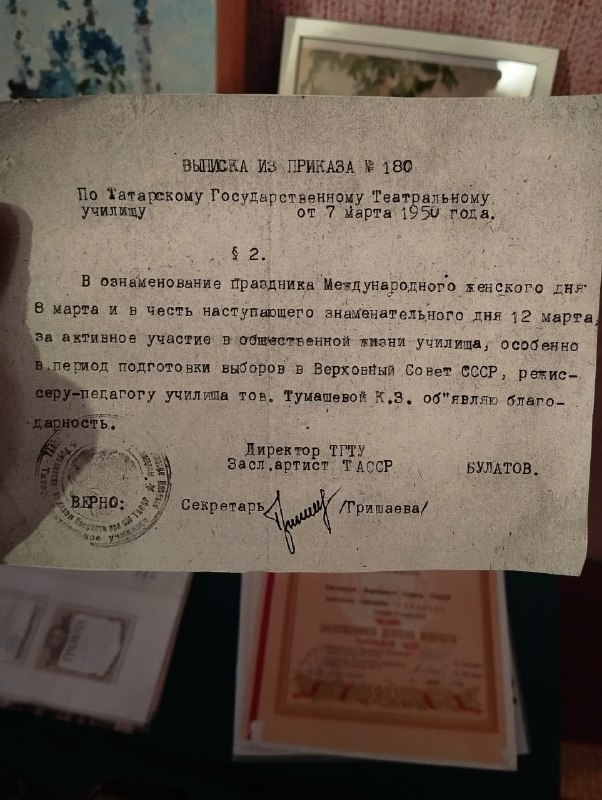 ВЫПИСКА ИЗ ПРИКАЗА № 180
По Татарскому Государственному Театральному
училищу от 7 марта 1950 года.
§ 2.
В ознаменование Праздника Международного женского дня
8 марта и в честь наступающего знаменательного дня 12 марта,
за активное участие в общественной жизни училища, особенно
в период подготовки выборов в Верховный Совет СССР, режис-
серу-педагогу училища тов. Тумашевой К.З. об"являю благо-
дарность.
Директор ТГТУ
Засл.артист ТАССР БУЛАТОВ.
ВЕРНО: Секретарь /Гришаева/